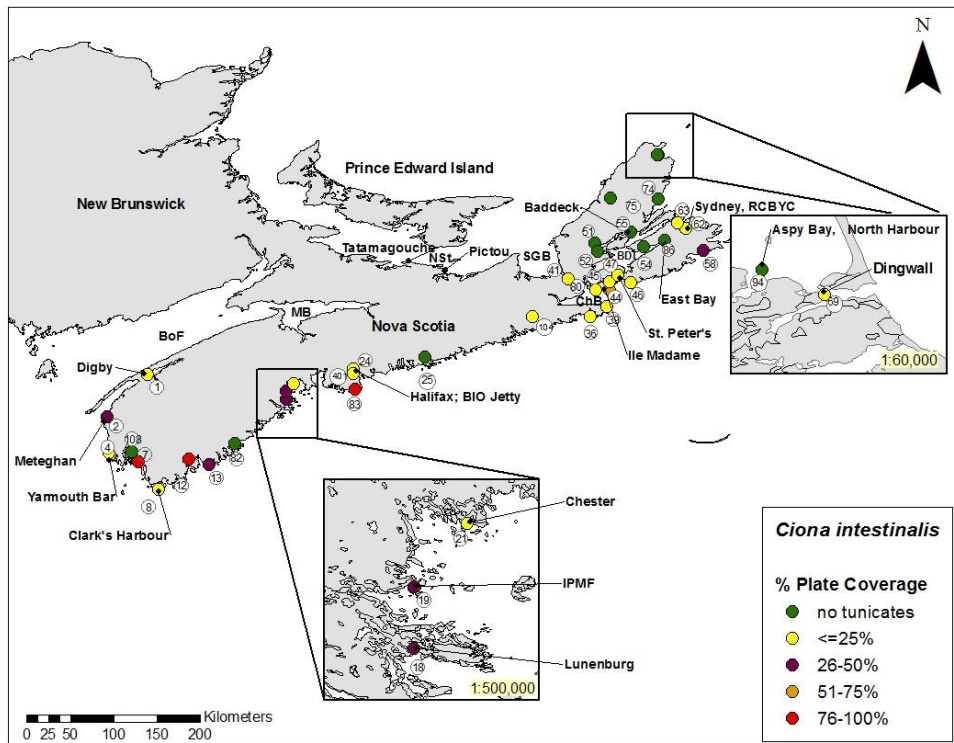 N
Prince Edward Island
New Brunswick
74
75
Baddeck
Sydney, RCBYC
63
62
55
51
Tatamagouche
Pictou
NSt
SGB
52
BDL
54
86
58
Aspy Bay, North Harbour
Dingwall
94
69
1:60,000
41
80
45
47
44
46
East Bay
ChB
39
36
St. Peter's
Ile Madame
BoF
MB
Nova Scotia
104
Digby
1
24
40
25
Halifax; BIO Jetty
83
2
Meteghan
103
4
7
82
13
12
Yarmouth Bar
8
Clark's Harbour
Chester
21
IPMF
19
Lunenburg
18
1:500,000
Ciona intestinalis
% Plate Coverage
no tunicates
<=25%
26-50%
51-75%
76-100%
Kilometers
0 25 50 100 150 200